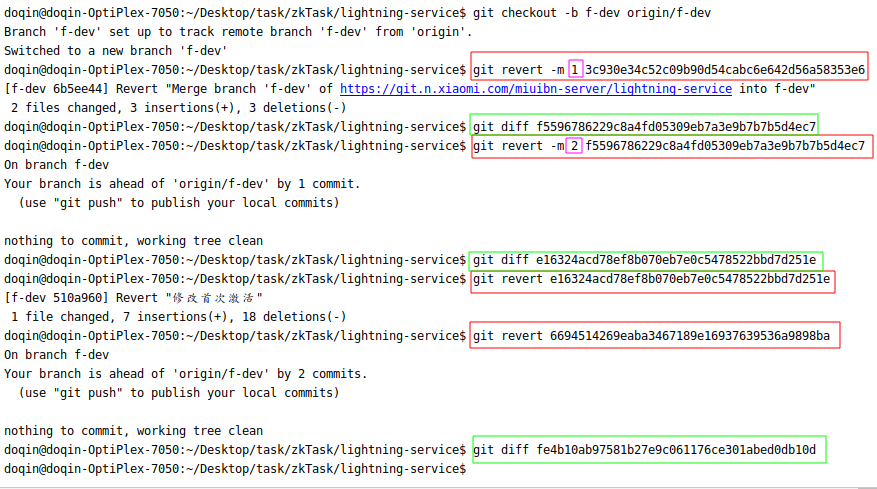 doqin@doqin-OptiPlex-7050:~/Desktop/task/zkTask/lightning-service$ git checkout -b f-dev origin/f-dev
Branch 'f-dev' set up to track remote branch 'f-dev' from 'origin'.
Switched to a new branch 'f-dev'
doqin@doqin-OptiPlex-7050:~/Desktop/task/zkTask/lightning-service$ git revert -m 1 3c930e34c52c09b90d54cabc6e642d56a58353e6
[f-dev 6b5ee44] Revert "Merge branch 'f-dev' of https://git.n.xiaomi.com/miuibn-server/lightning-service into f-dev"
 2 files changed, 3 insertions(+), 3 deletions(-)
doqin@doqin-OptiPlex-7050:~/Desktop/task/zkTask/lightning-service$ git diff f5596786229c8a4fd05309eb7a3e9b7b7b5d4ec7
doqin@doqin-OptiPlex-7050:~/Desktop/task/zkTask/lightning-service$ git revert -m 2 f5596786229c8a4fd05309eb7a3e9b7b7b5d4ec7
On branch f-dev
Your branch is ahead of 'origin/f-dev' by 1 commit.
  (use "git push" to publish your local commits)

nothing to commit, working tree clean
doqin@doqin-OptiPlex-7050:~/Desktop/task/zkTask/lightning-service$ git diff e16324acd78ef8b070eb7e0c5478522bbd7d251e
doqin@doqin-OptiPlex-7050:~/Desktop/task/zkTask/lightning-service$ git revert e16324acd78ef8b070eb7e0c5478522bbd7d251e
[f-dev 510a960] Revert "修改首次激活"
 1 file changed, 7 insertions(+), 18 deletions(-)
doqin@doqin-OptiPlex-7050:~/Desktop/task/zkTask/lightning-service$ git revert 6694514269eaba3467189e16937639536a9898ba
On branch f-dev
Your branch is ahead of 'origin/f-dev' by 2 commits.
  (use "git push" to publish your local commits)

nothing to commit, working tree clean
doqin@doqin-OptiPlex-7050:~/Desktop/task/zkTask/lightning-service$ git diff fe4b10ab97581b27e9c061176ce301abed0db10d
doqin@doqin-OptiPlex-7050:~/Desktop/task/zkTask/lightning-service$